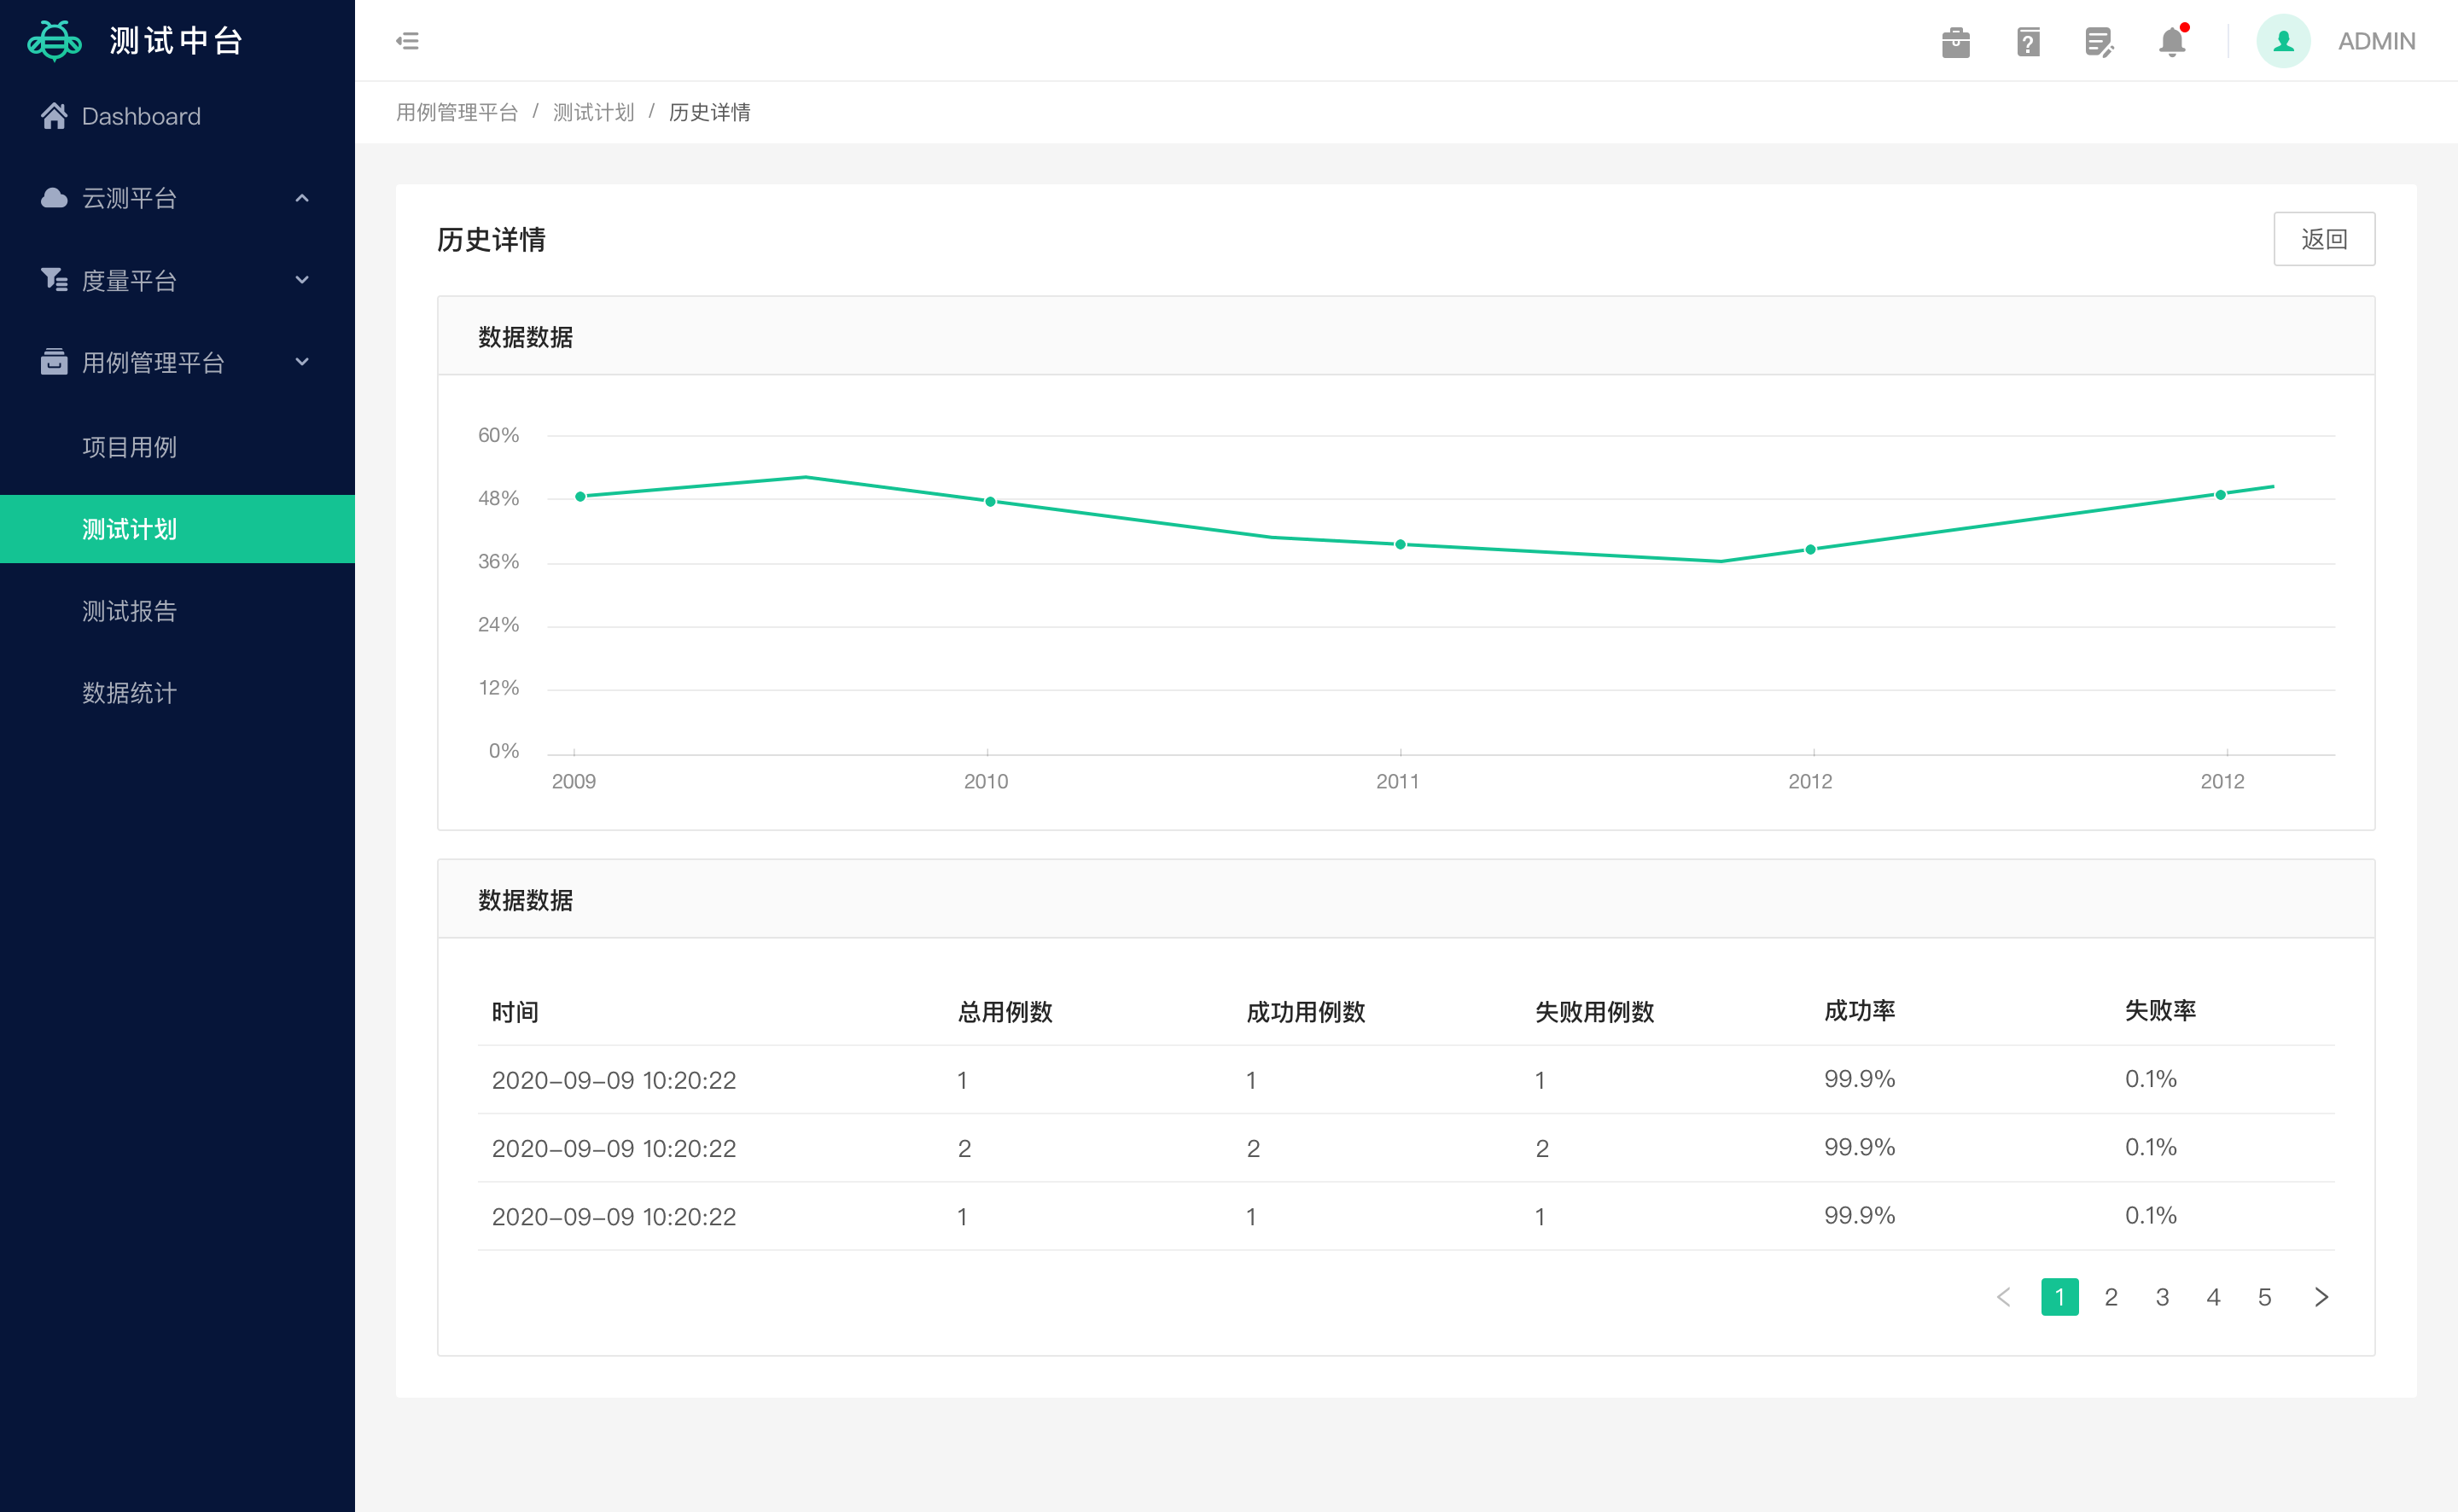 测试中台
ADMIN
Dashboard
云测平台
度量平台
用例管理平台
项目用例
测试计划
测试报告
数据统计
用例管理平台 / 测试计划 / 历史详情
历史详情
返回
数据数据
60%
48%
36%
24%
12%
0%
2009 2010 2011 2012 2012
数据数据
时间 总用例数 成功用例数 失败用例数 成功率 失败率
2020-09-09 10:20:22 1 1 1 99.9% 0.1%
2020-09-09 10:20:22 2 2 2 99.9% 0.1%
2020-09-09 10:20:22 1 1 1 99.9% 0.1%
1 2 3 4 5